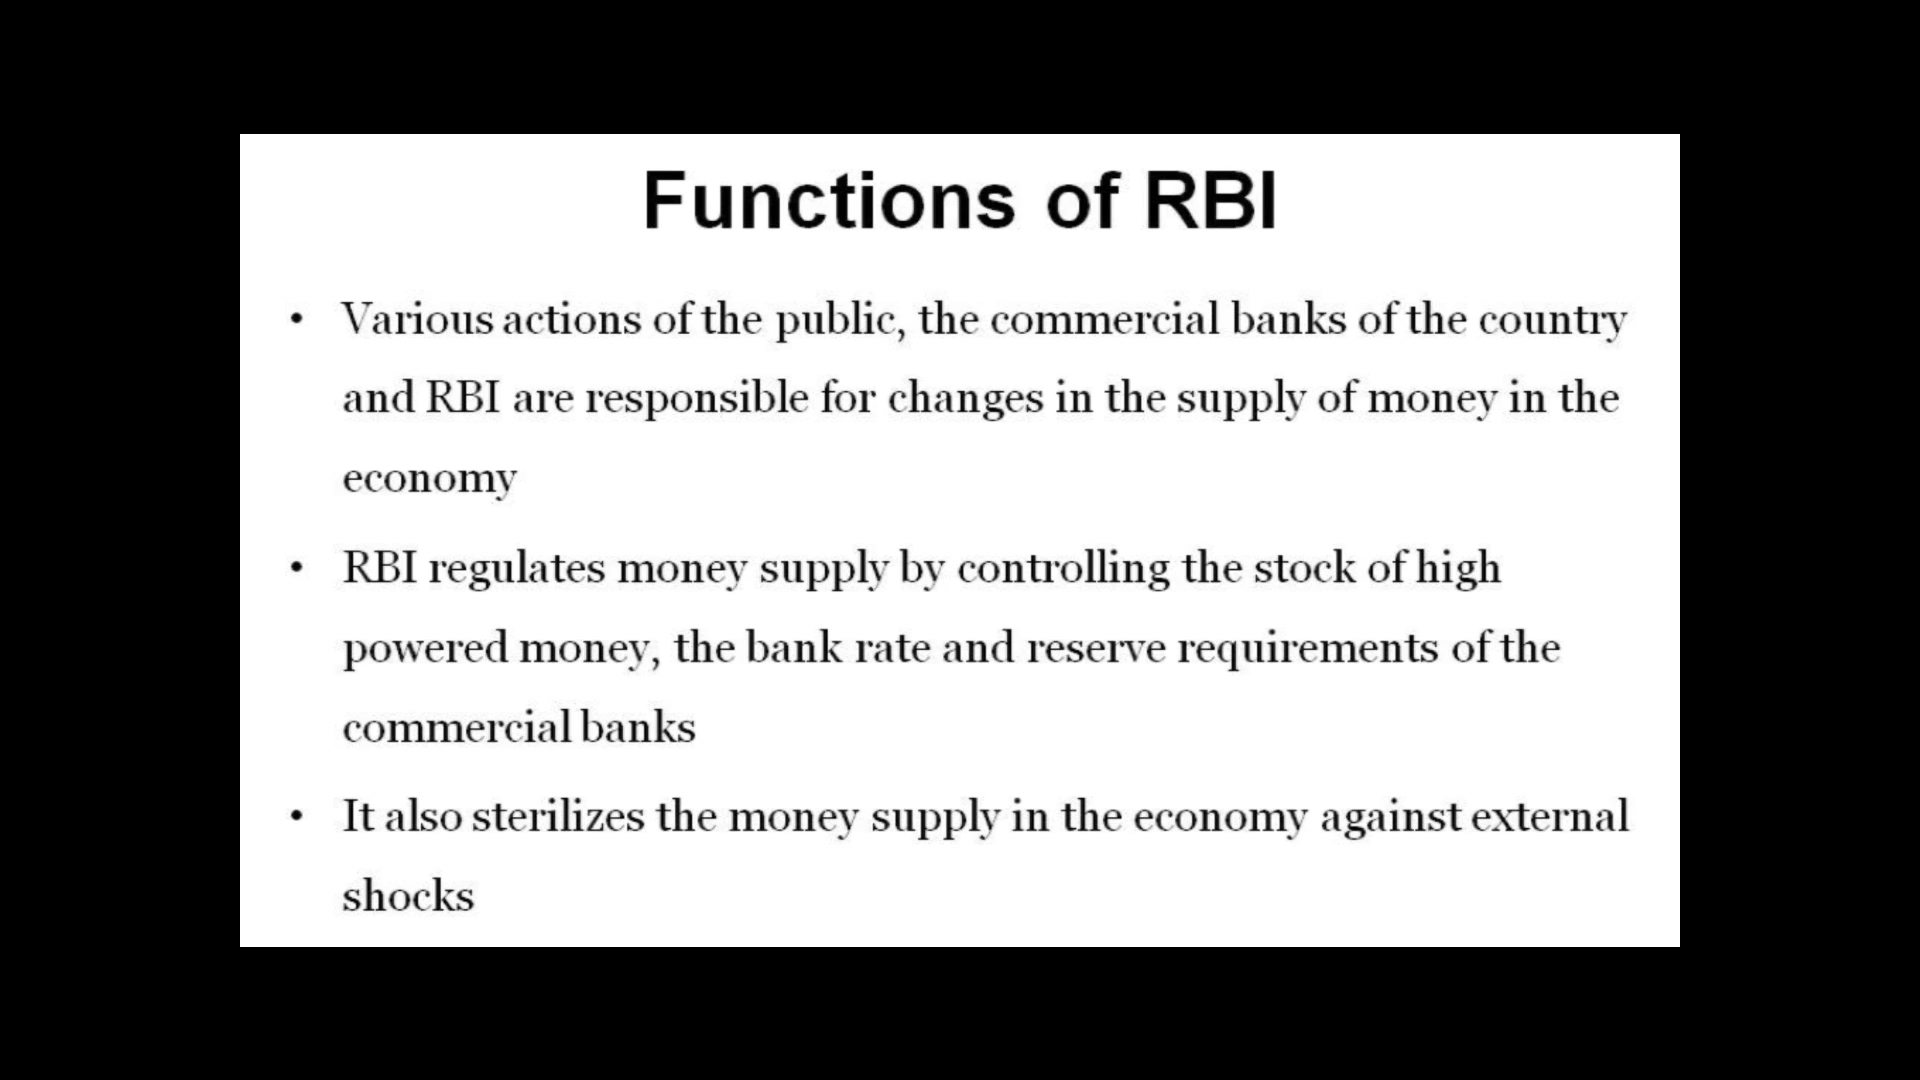 Functions of RBI
• Various actions of the public, the commercial banks of the country
and RBI are responsible for changes in the supply of money in the
economy
• RBI regulates money supply by controlling the stock of high
powered money, the bank rate and reserve requirements of the
commercial banks
• It also sterilizes the money supply in the economy against external
shocks